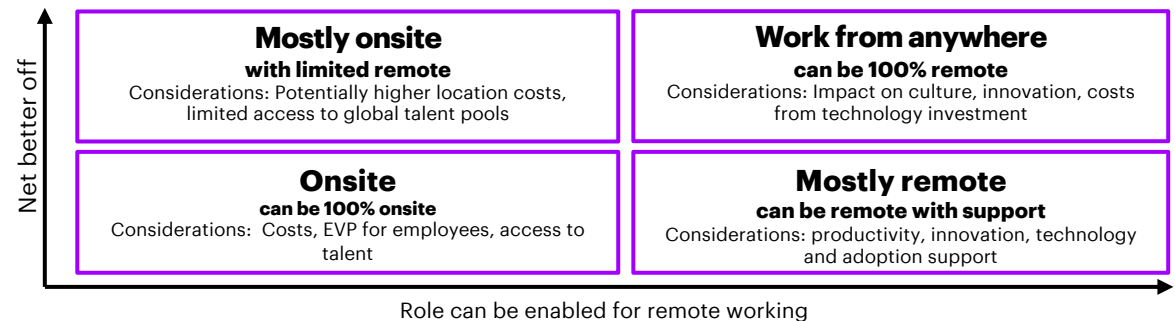 Net better off
Mostly onsite
with limited remote
Considerations: Potentially higher location costs,
limited access to global talent pools
Work from anywhere
can be 100% remote
Considerations: Impact on culture, innovation, costs
from technology investment
Onsite
can be 100% onsite
Considerations: Costs, EVP for employees, access to
talent
Mostly remote
can be remote with support
Considerations: productivity, innovation, technology
and adoption support
Role can be enabled for remote working